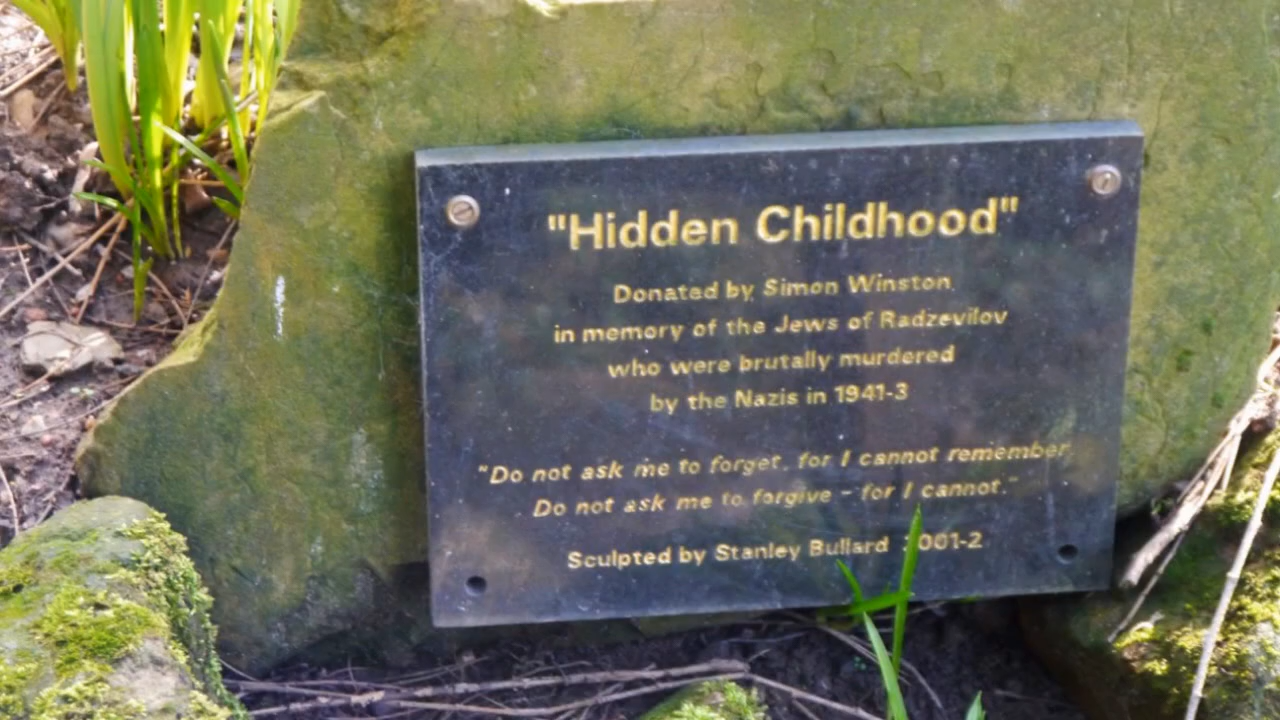 "Hidden Childhood"
Donated by Simon Winston
in memory of the Jews of Radzevilov
who were brutally murdered
by the Nazis in 1941-3
"Do not ask me to forget, for I cannot remember,
Do not ask me to forgive - for I cannot."
Sculpted by Stanley Bullard 2001-2